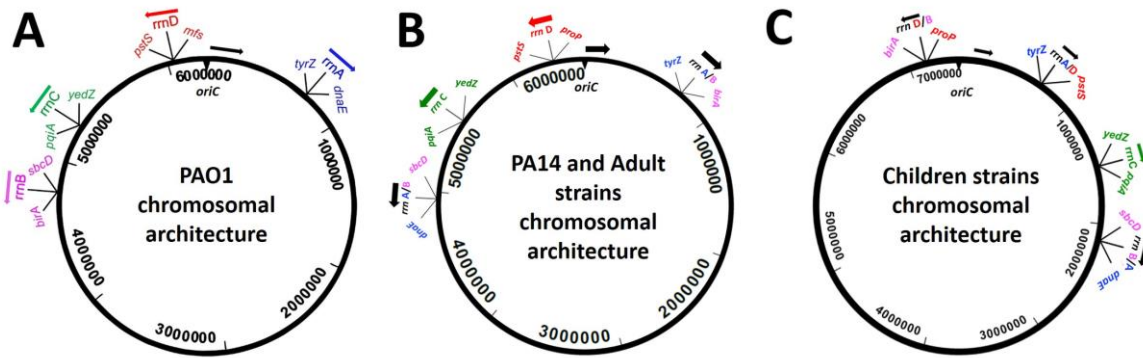 A
rrnD
pstS
mfs
6000000
oriC
tyrZ
rrnA
dnaE
1000000
2000000
3000000
4000000
birA
rrnB
sbcD
5000000
pqiA
rrnC
yedZ
PAO1
chromosomal
architecture
B
rrn D
pstS
proP
6000000
oriC
tyrZ
rrn A/B
birA
1000000
2000000
3000000
4000000
dnaE
rrn A/B
sbcD
5000000
pqiA
rrn C
yedZ
PA14 and Adult
strains
chromosomal
architecture
C
rrn D/B
birA
proP
7000000
oriC
tyrZ
rrnA/D
pstS
1000000
yedZ
rrnC
pqiA
sbcD
rrn B/A
dnaE
2000000
3000000
4000000
5000000
6000000
Children strains
chromosomal
architecture